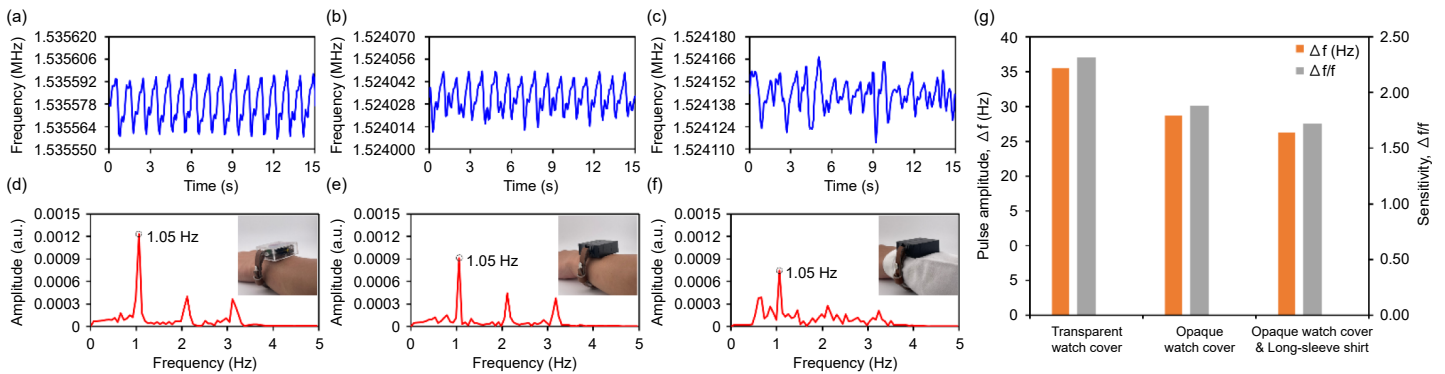 (a)
Frequency (MHz)
1.535620
1.535606
1.535592
1.535578
1.535564
1.535550
0 3 6 9 12 15
Time (s)
(b)
Frequency (MHz)
1.524070
1.524056
1.524042
1.524028
1.524014
1.524000
0 3 6 9 12 15
Time (s)
(c)
Frequency (MHz)
1.524180
1.524166
1.524152
1.524138
1.524124
1.524110
0 3 6 9 12 15
Time (s)
(d)
Amplitude (a.u.)
0.0015
0.0012
0.0009
0.0006
0.0003
0
1.05 Hz
0 1 2 3 4 5
Frequency (Hz)
(e)
Amplitude (a.u.)
0.0015
0.0012
0.0009
0.0006
0.0003
0
1.05 Hz
0 1 2 3 4 5
Frequency (Hz)
(f)
Amplitude (a.u.)
0.0015
0.0012
0.0009
0.0006
0.0003
0
1.05 Hz
0 1 2 3 4 5
Frequency (Hz)
(g)
Pulse amplitude, Δf (Hz)
40
35
30
25
20
15
5
0
5
0
Δf (Hz)
Δf/f
2.50
2.00
1.50
1.00
0.50
0.00
Sensitivity, Δf/f
Transparent
watch cover
Opaque
watch cover
Opaque watch cover
& Long-sleeve shirt